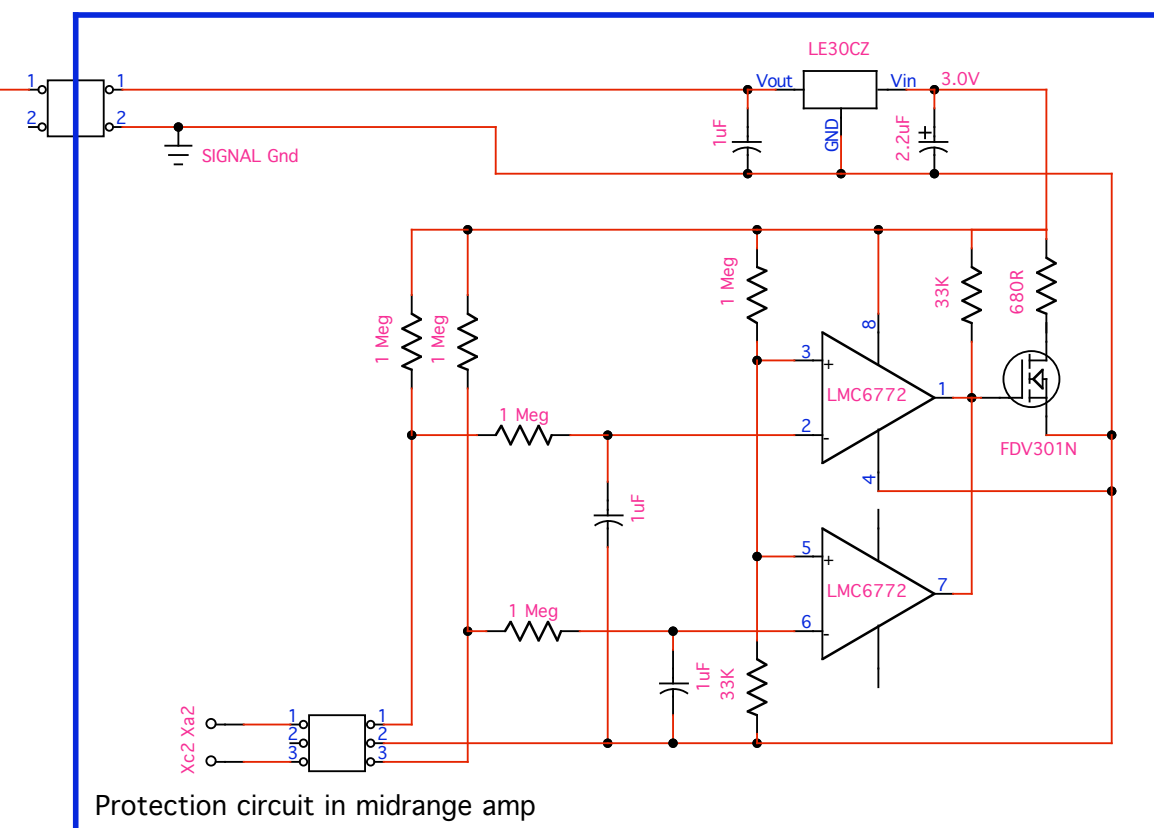 LE30CZ
1 1 Vout Vin 3.0V
2 2 1uF GND 2.2uF
SIGNAL Gnd
1 Meg 1 Meg 1 Meg 33K 680R
8
3 +
LMC6772 1
1 Meg
2 -
FDV301N
4
1uF
5 +
LMC6772 7
1 Meg
6 -
1uF 33K
Xc2 Xa2
1 1
2 2
3 3
Protection circuit in midrange amp